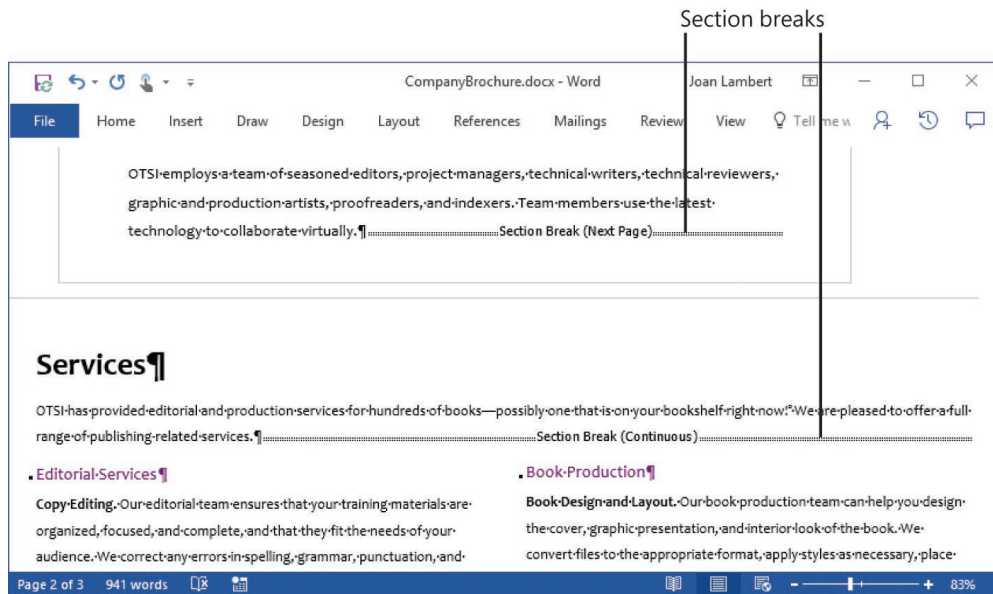 Section breaks
CompanyBrochure.docx - Word Joan Lambert
File Home Insert Draw Design Layout References Mailings Review View Tell me w
OTSI·employs·a·team·of·seasoned·editors,·project·managers,·technical·writers,·technical·reviewers,·
graphic·and·production·artists,·proofreaders,·and·indexers.·Team·members·use·the·latest·
technology·to·collaborate·virtually.¶ Section Break (Next Page)
Services¶
OTSI·has·provided·editorial·and·production·services·for·hundreds·of·books—possibly·one·that·is·on·your·bookshelf·right·now!°We·are·pleased·to·offer·a·full·
range·of·publishing-related·services.¶ Section Break (Continuous)
Editorial·Services¶
Copy·Editing.·Our·editorial·team·ensures·that·your·training·materials·are·
organized,·focused,·and·complete,·and·that·they·fit·the·needs·of·your·
audience.·We·correct·any·errors·in·spelling,·grammar,·punctuation,·and·
Book·Production¶
Book·Design·and·Layout.·Our·book·production·team·can·help·you·design·
the·cover,·graphic·presentation,·and·interior·look·of·the·book.·We·
convert·files·to·the·appropriate·format,·apply·styles·as·necessary,·place·
Page 2 of 3 941 words 83%